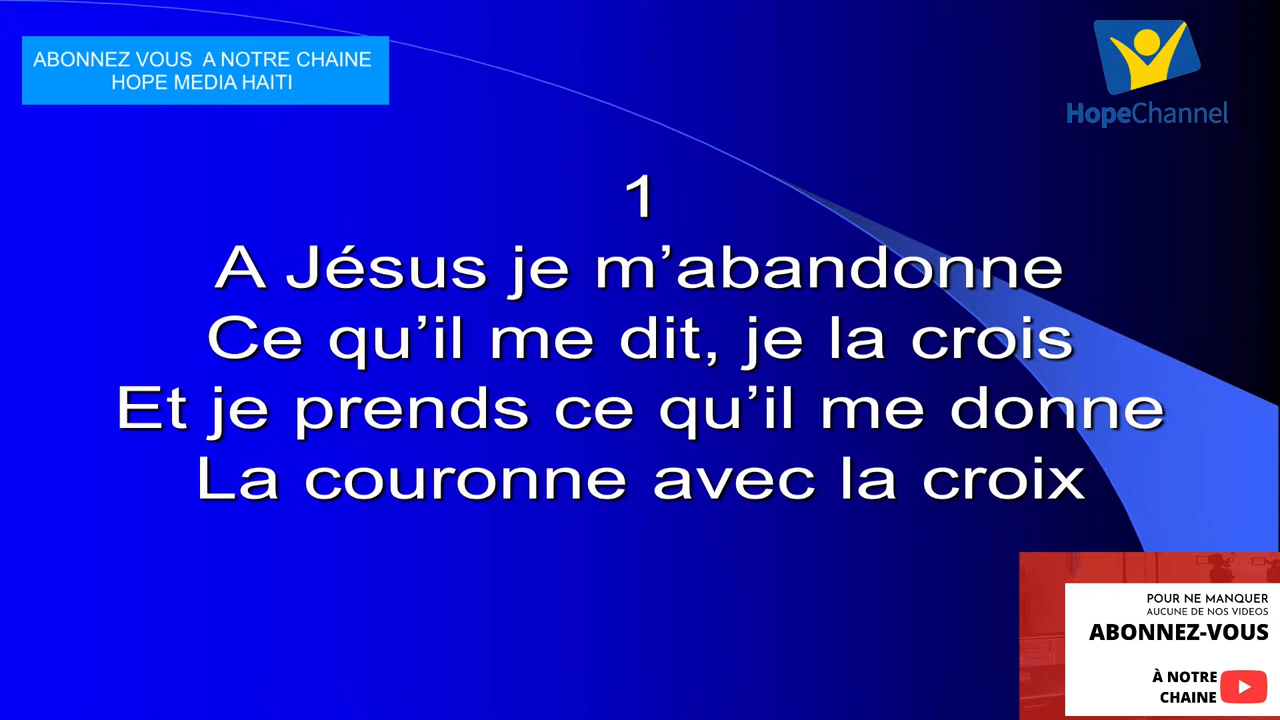 ABONNEZ VOUS A NOTRE CHAINE
HOPE MEDIA HAITI
HopeChannel
1
A Jésus je m’abandonne
Ce qu’il me dit, je la crois
Et je prends ce qu’il me donne
La couronne avec la croix
POUR NE MANQUER
AUCUNE DE NOS VIDEOS
ABONNEZ-VOUS
À NOTRE
CHAINE